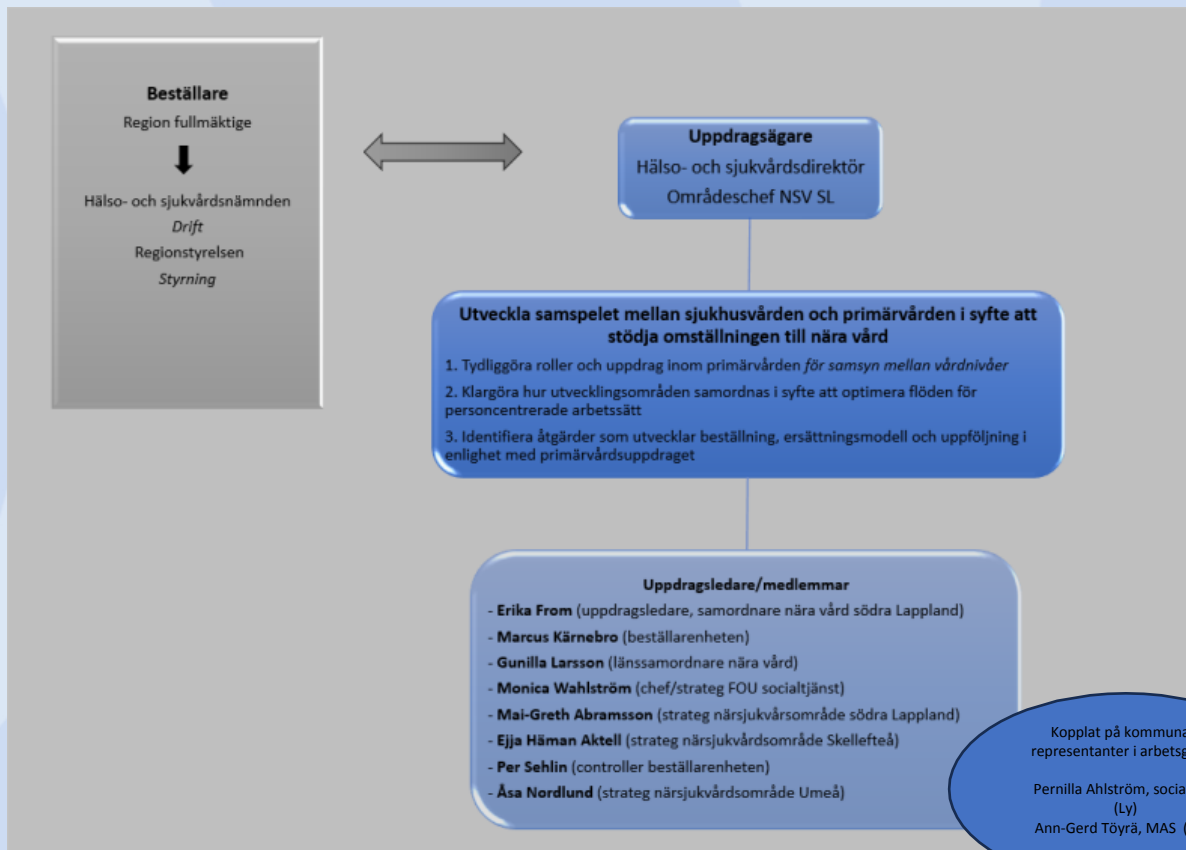 Beställare
Region fullmäktige
Hälso- och sjukvårdsnämnden
Drift
Regionstyrelsen
Styrning
Uppdragsägare
Hälso- och sjukvårdsdirektör
Områdeschef NSV SL
Utveckla samspelet mellan sjukhusvården och primärvården i syfte att
stödja omställningen till nära vård
1. Tydliggöra roller och uppdrag inom primärvården för samsyn mellan vårdnivåer
2. Klargöra hur utvecklingsområden samordnas i syfte att optimera flöden för
personcentrerade arbetssätt
3. Identifiera åtgärder som utvecklar beställning, ersättningsmodell och uppföljning i
enlighet med primärvårdsuppdraget
Uppdragsledare/medlemmar
- Erika From (uppdragsledare, samordnare nära vård södra Lappland)
- Marcus Kärnebro (beställarenheten)
- Gunilla Larsson (länssamordnare nära vård)
- Monica Wahlström (chef/strateg FOU socialtjänst)
- Mai-Greth Abramsson (strateg närsjukvårsområde södra Lappland)
- Ejja Häman Aktell (strateg närsjukvårdsområde Skellefteå)
- Per Sehlin (controller beställarenheten)
- Åsa Nordlund (strateg närsjukvårdsområde Umeå)
Kopplat på
representanter i
Pernilla Ahlström,
(Ly)
Ann-Gerd Töyrä, MAS (